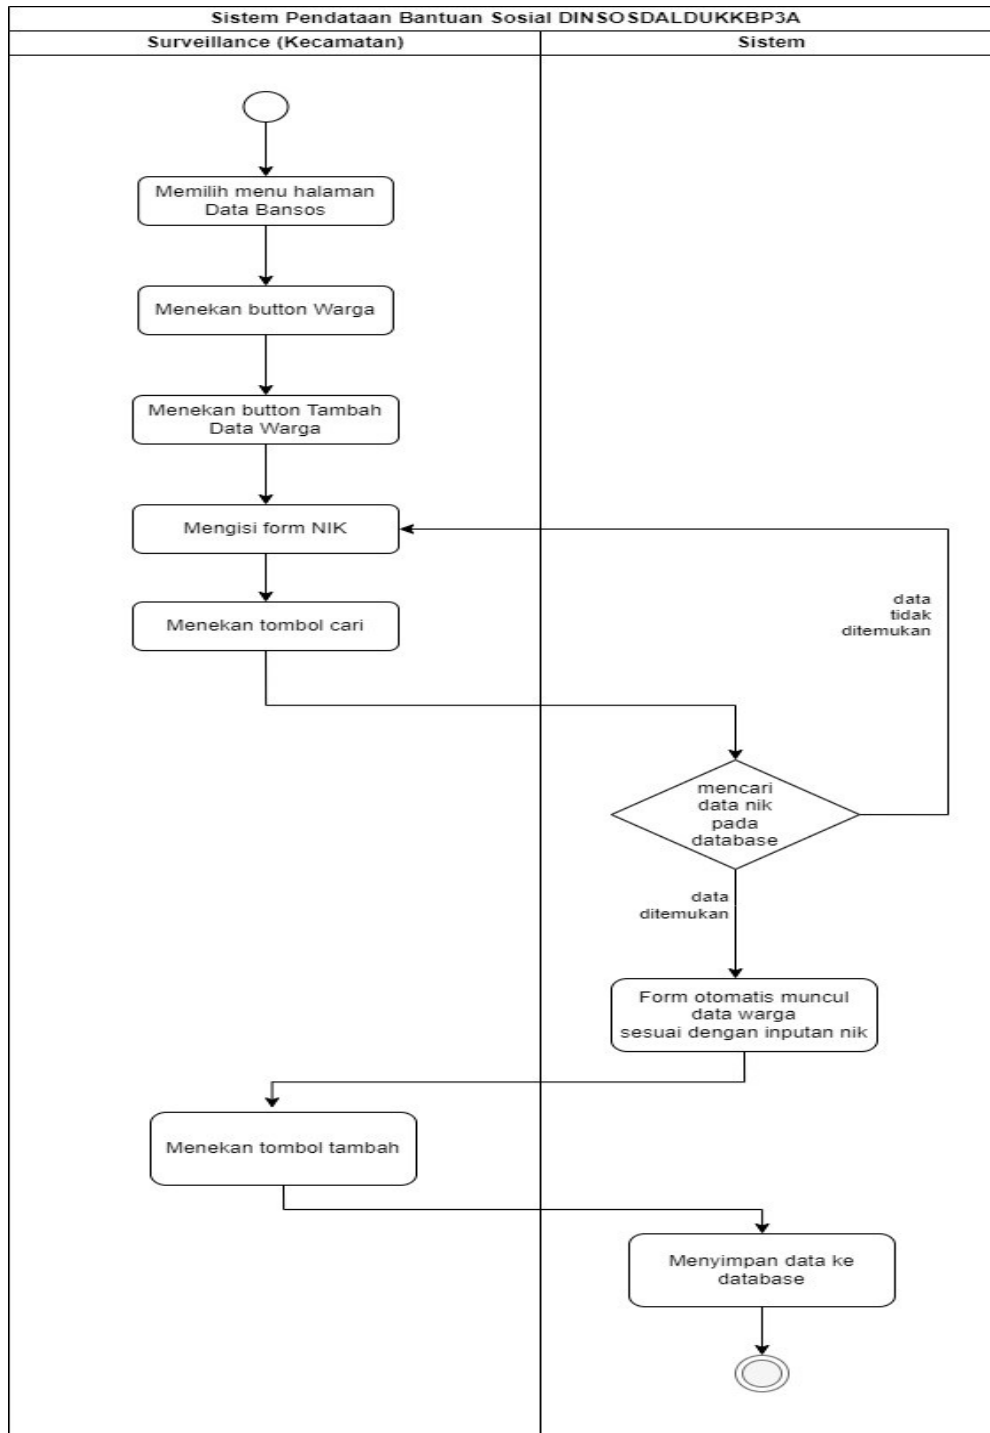 Sistem Pendataan Bantuan Sosial DINSOSDALDUKKBP3A
Surveillance (Kecamatan)
Sistem
Memilih menu halaman
Data Bansos
Menekan button Warga
Menekan button Tambah
Data Warga
Mengisi form NIK
Menekan tombol cari
data
tidak
ditemukan
mencari
data nik
pada
database
data
ditemukan
Form otomatis muncul
data warga
sesuai dengan inputan nik
Menekan tombol tambah
Menyimpan data ke
database